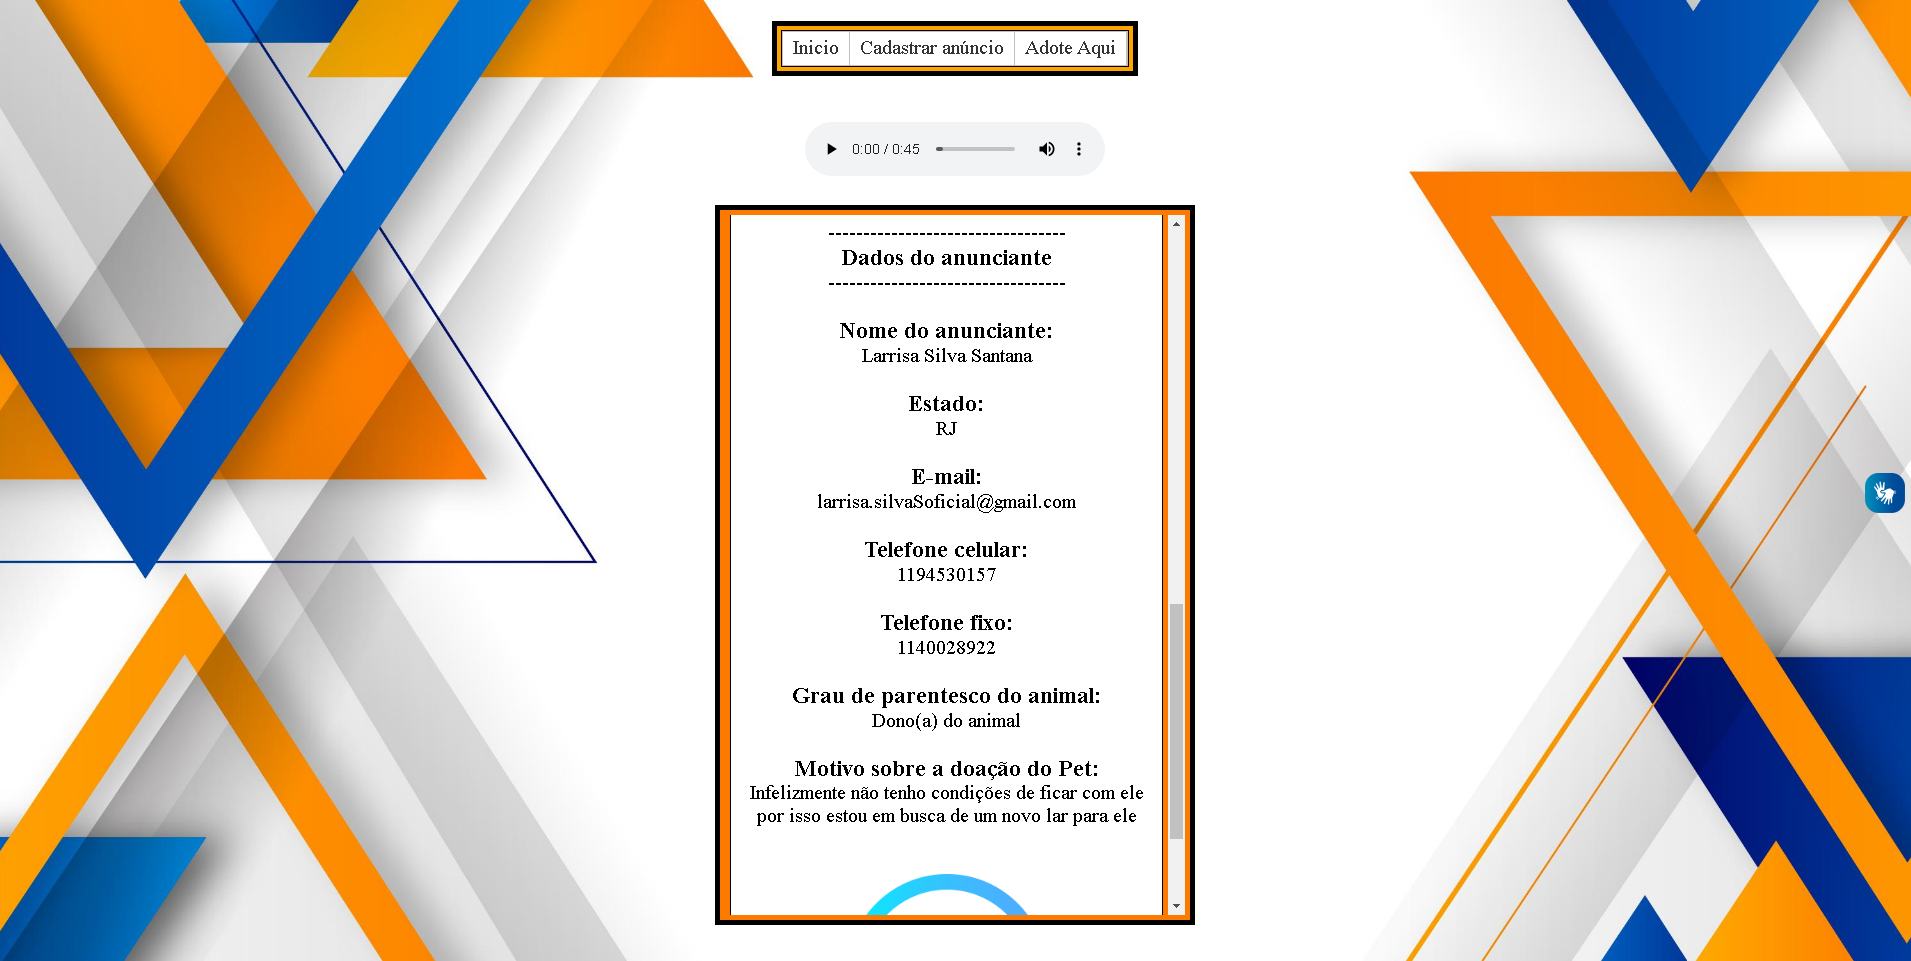 Inicio Cadastrar anúncio Adote Aqui
0:00 / 0:45
----------------------------------
Dados do anunciante
----------------------------------
Nome do anunciante:
Larrisa Silva Santana
Estado:
RJ
E-mail:
larrisa.silvaSoficial@gmail.com
Telefone celular:
1194530157
Telefone fixo:
1140028922
Grau de parentesco do animal:
Dono(a) do animal
Motivo sobre a doação do Pet:
Infelizmente não tenho condições de ficar com ele
por isso estou em busca de um novo lar para ele